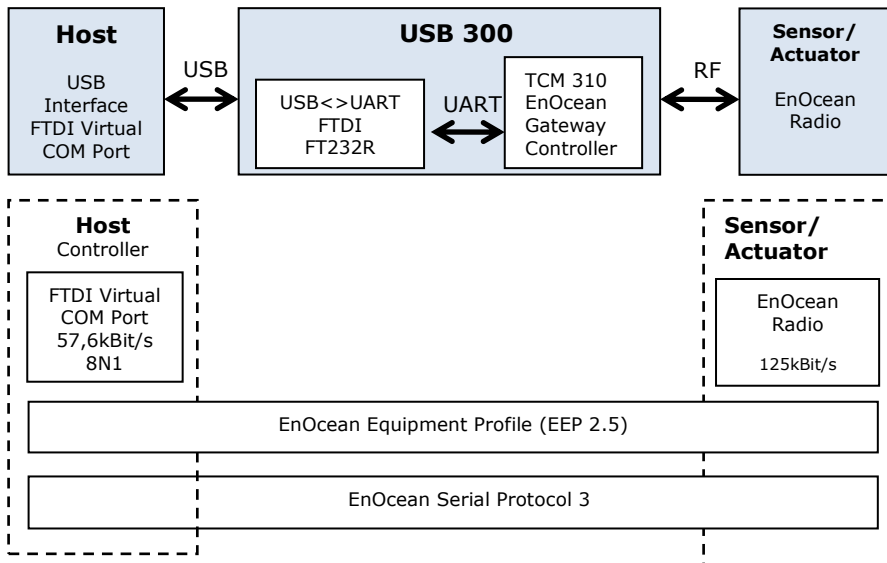 Host
USB
Interface
FTDI Virtual
COM Port
USB
USB 300
USB<>UART
FTDI
FT232R
UART
TCM 310
EnOcean
Gateway
Controller
RF
Sensor/
Actuator
EnOcean
Radio
Host
Controller
FTDI Virtual
COM Port
57,6kBit/s
8N1
Sensor/
Actuator
EnOcean
Radio
125kBit/s
EnOcean Equipment Profile (EEP 2.5)
EnOcean Serial Protocol 3